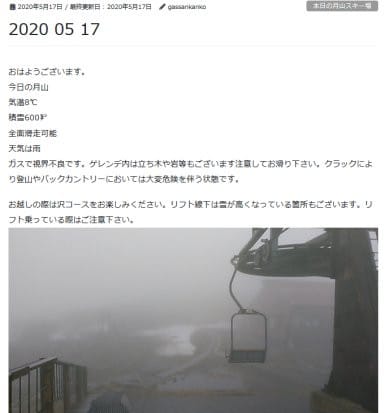 2020年5月17日 / 最終更新日 : 2020年5月17日 gassankanko
本日の月山スキー場
2020 05 17
おはようございます。
今日の月山
気温8℃
積雪600㌢
全面滑走可能
天気は雨
ガスで視界不良です。ゲレンデ内は立ち木や岩等もございます注意してお滑り下さい。クラックによ
り登山やバックカントリーにおいては大変危険を伴う状態です。
お越しの際は沢コースをお楽しみください。リフト線下は雪が高くなっている箇所もございます。リ
フト乗っている際はご注意下さい。